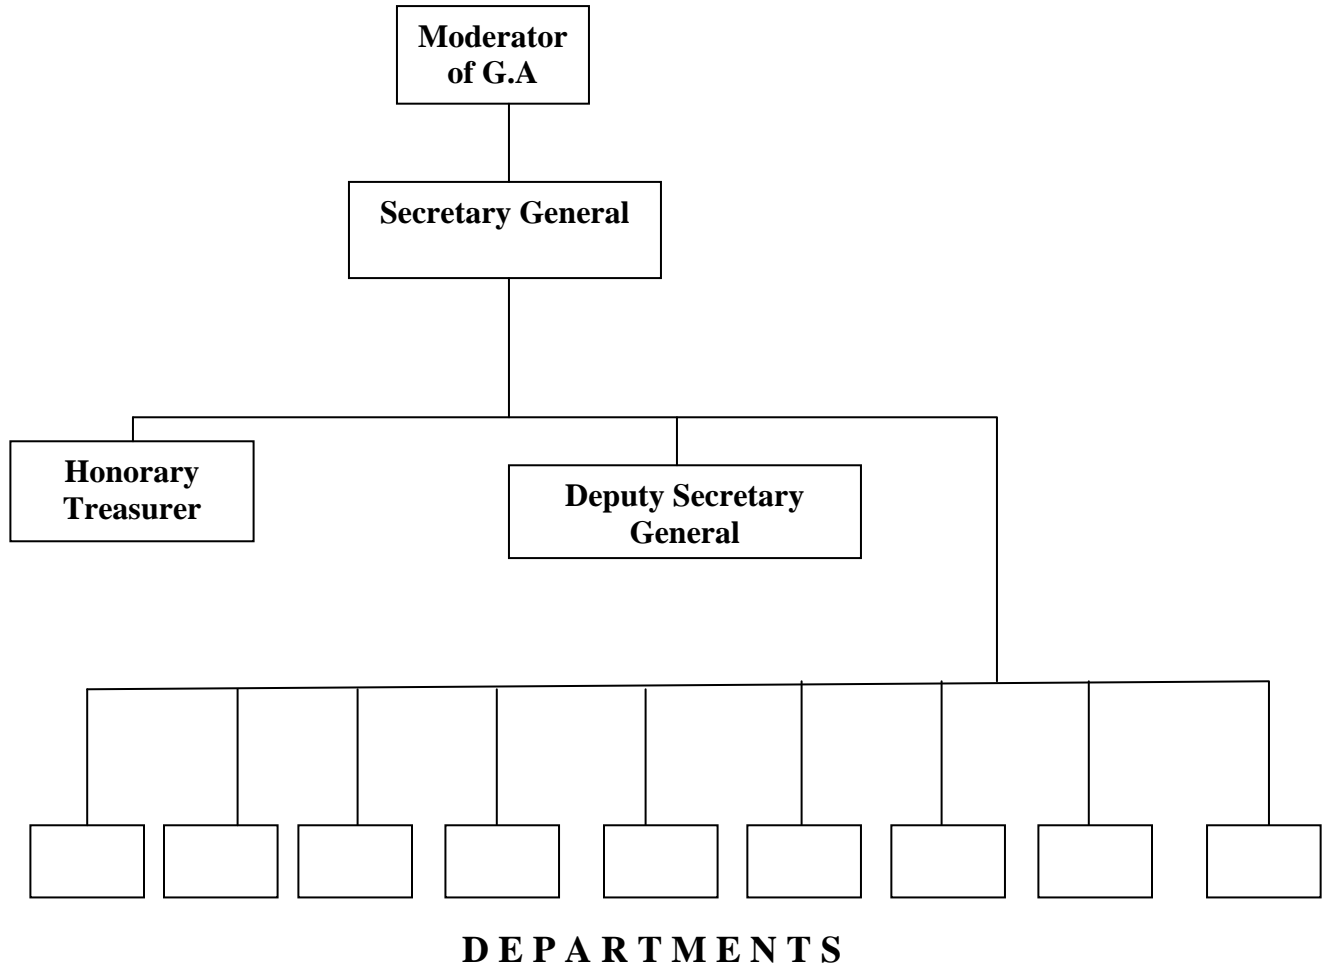 Moderator
of G.A
Secretary General
Honorary
Treasurer
Deputy Secretary
General
D E P A R T M E N T S